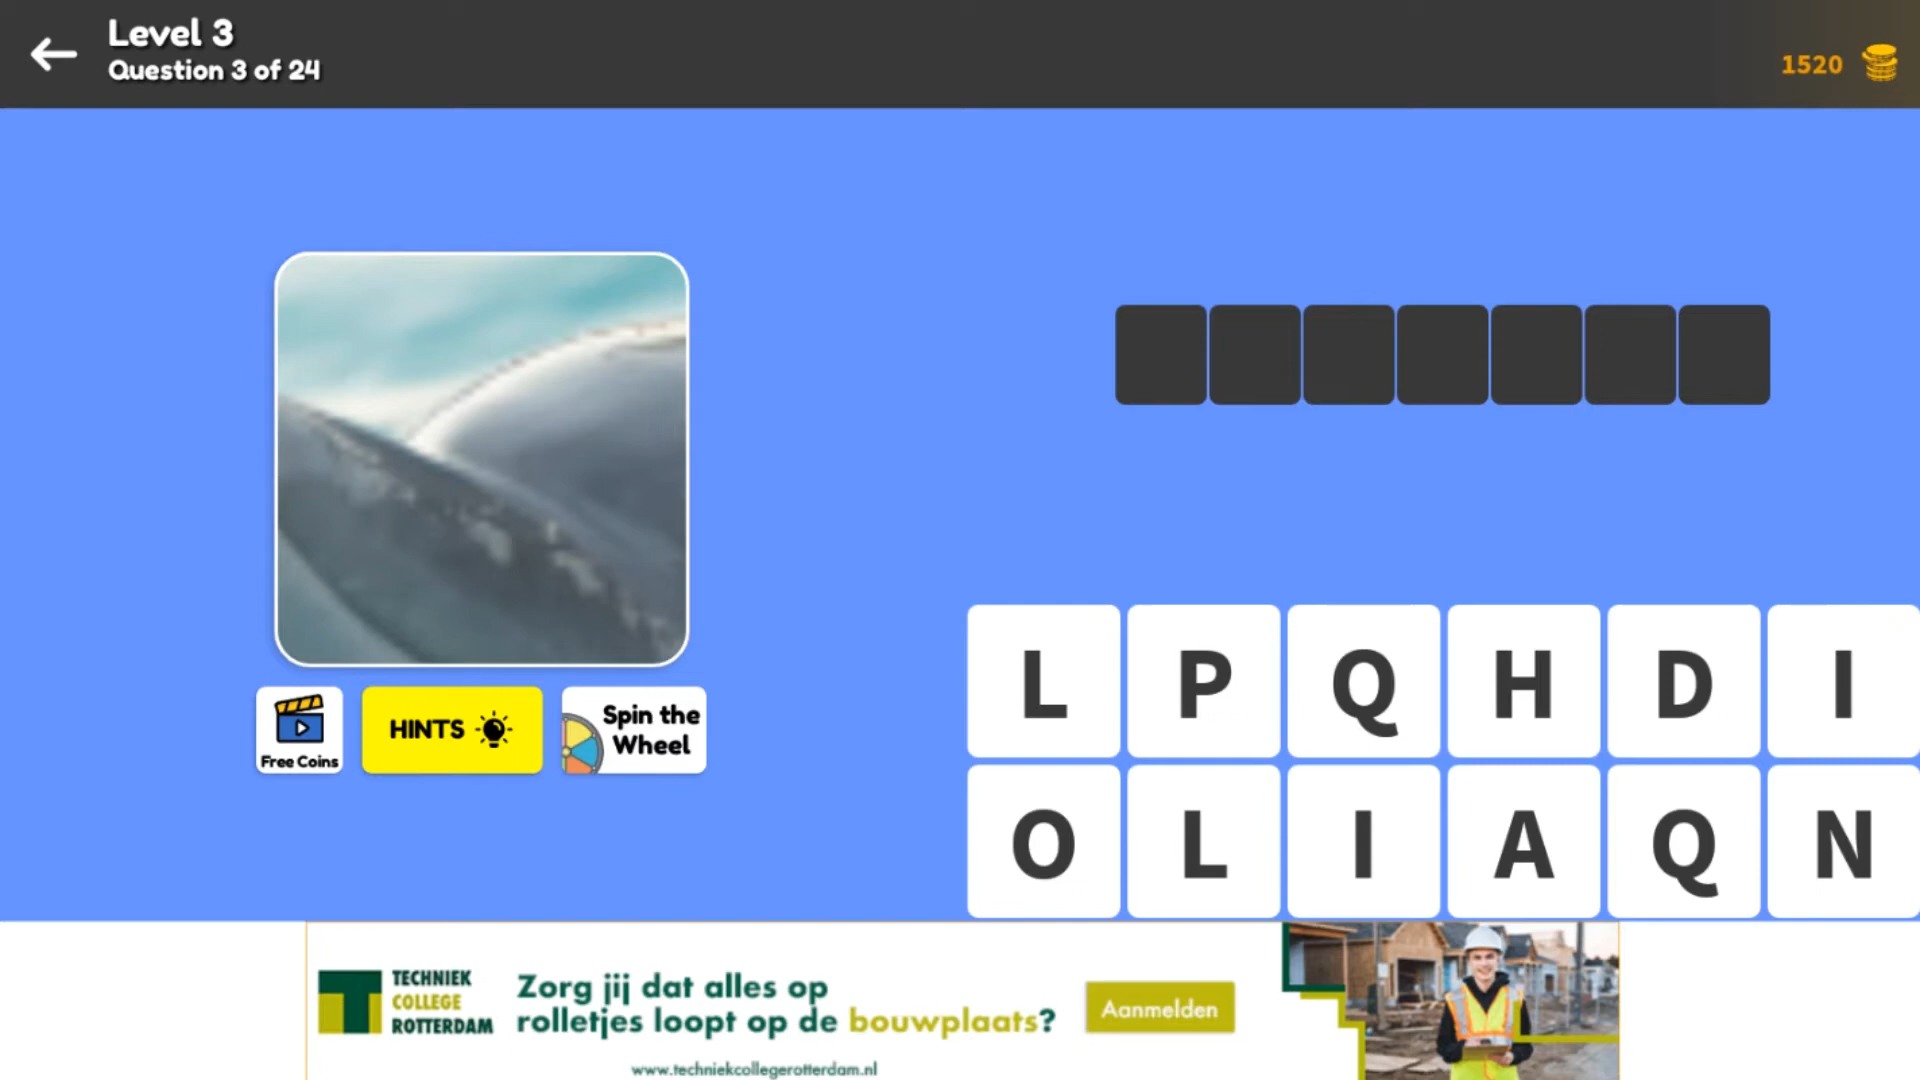 Level 3
Question 3 of 24
1520
Free Coins
HINTS
Spin the
Wheel
L P Q H D I
O L I A Q N
TECHNIEK
COLLEGE
ROTTERDAM
Zorg jij dat alles op
rolletjes loopt op de bouwplaats?
Aanmelden
www.techniekcollegerotterdam.nl